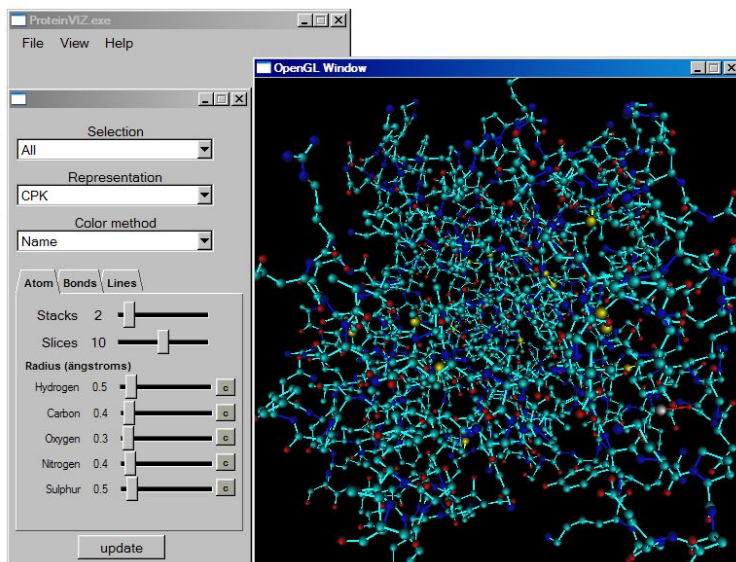 ProteinVIZ.exe
File View Help
OpenGL Window
Selection
All
Representation
CPK
Color method
Name
Atom Bonds Lines
Stacks 2
Slices 10
Radius (ängstroms)
Hydrogen 0.5 c
Carbon 0.4 c
Oxygen 0.3 c
Nitrogen 0.4 c
Sulphur 0.5 c
update